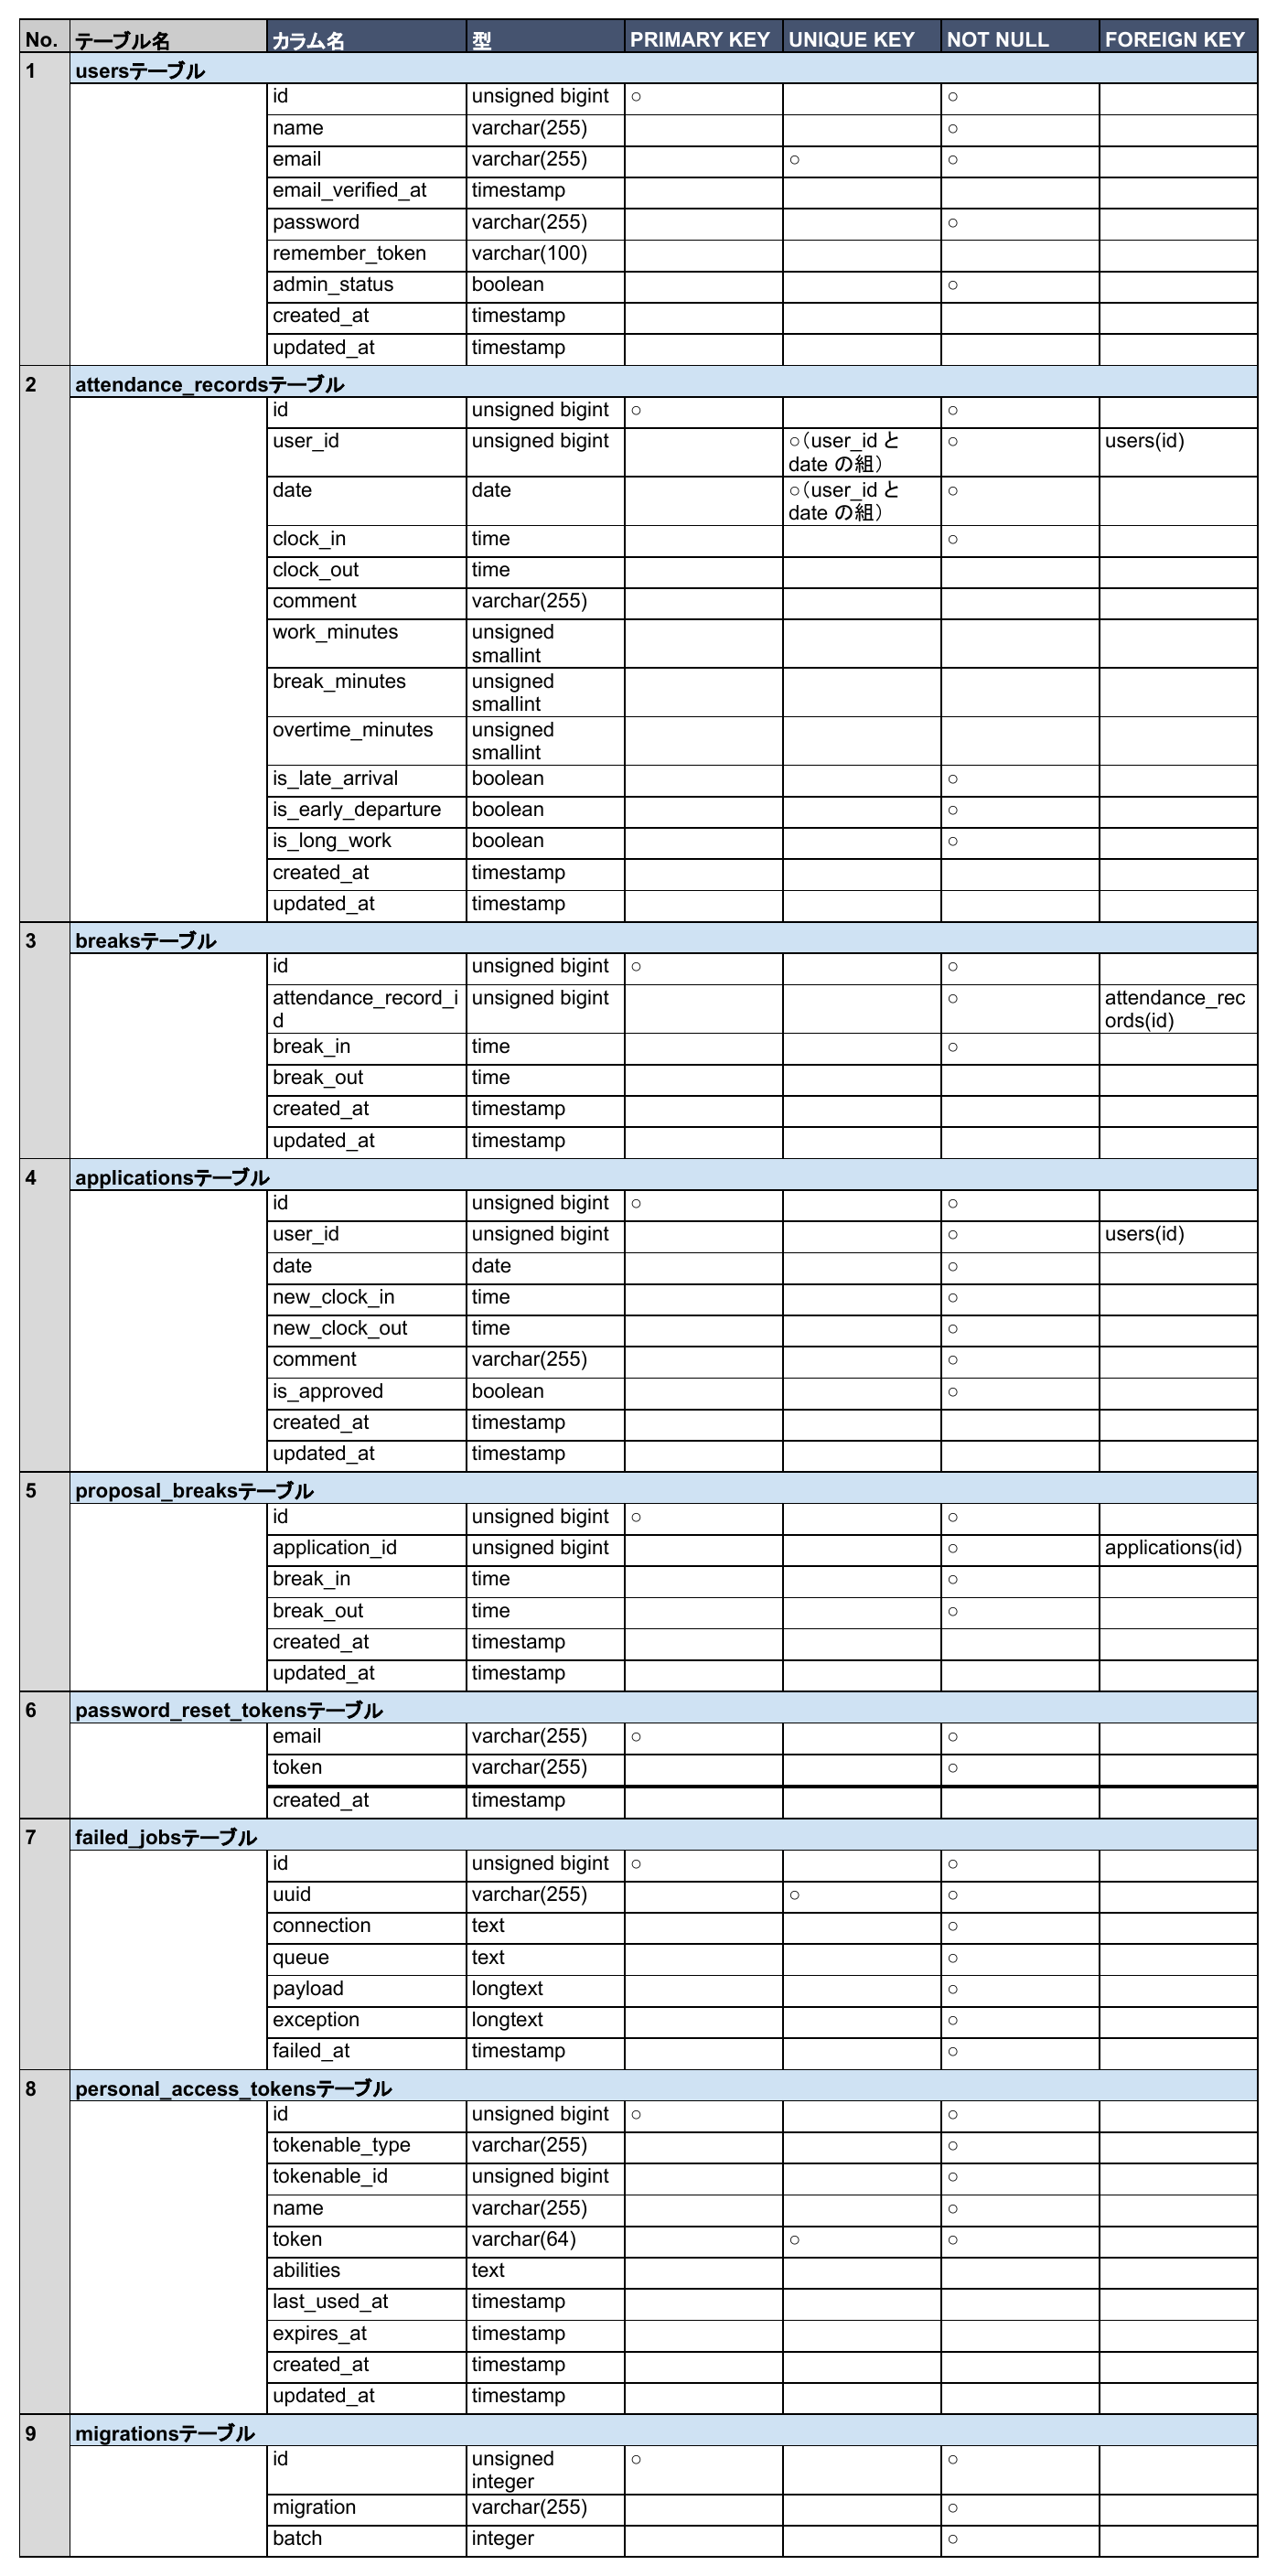 No. テーブル名 カラム名 型 PRIMARY KEY UNIQUE KEY NOT NULL FOREIGN KEY
1 usersテーブル
id unsigned bigint ○ ○
name varchar(255) ○
email varchar(255) ○ ○
email_verified_at timestamp
password varchar(255) ○
remember_token varchar(100)
admin_status boolean ○
created_at timestamp
updated_at timestamp
2 attendance_recordsテーブル
id unsigned bigint ○ ○
user_id unsigned bigint ○（user_id と ○ users(id)
date の組）
date date ○（user_id と ○
date の組）
clock_in time ○
clock_out time
comment varchar(255)
work_minutes unsigned
smallint
break_minutes unsigned
smallint
overtime_minutes unsigned
smallint
is_late_arrival boolean ○
is_early_departure boolean ○
is_long_work boolean ○
created_at timestamp
updated_at timestamp
3 breaksテーブル
id unsigned bigint ○ ○
attendance_record_i unsigned bigint ○ attendance_rec
d ords(id)
break_in time ○
break_out time
created_at timestamp
updated_at timestamp
4 applicationsテーブル
id unsigned bigint ○ ○
user_id unsigned bigint ○ users(id)
date date ○
new_clock_in time ○
new_clock_out time ○
comment varchar(255) ○
is_approved boolean ○
created_at timestamp
updated_at timestamp
5 proposal_breaksテーブル
id unsigned bigint ○ ○
application_id unsigned bigint ○ applications(id)
break_in time ○
break_out time ○
created_at timestamp
updated_at timestamp
6 password_reset_tokensテーブル
email varchar(255) ○ ○
token varchar(255) ○
created_at timestamp
7 failed_jobsテーブル
id unsigned bigint ○ ○
uuid varchar(255) ○ ○
connection text ○
queue text ○
payload longtext ○
exception longtext ○
failed_at timestamp ○
8 personal_access_tokensテーブル
id unsigned bigint ○ ○
tokenable_type varchar(255) ○
tokenable_id unsigned bigint ○
name varchar(255) ○
token varchar(64) ○ ○
abilities text
last_used_at timestamp
expires_at timestamp
created_at timestamp
updated_at timestamp
9 migrationsテーブル
id unsigned ○ ○
integer
migration varchar(255) ○
batch integer ○